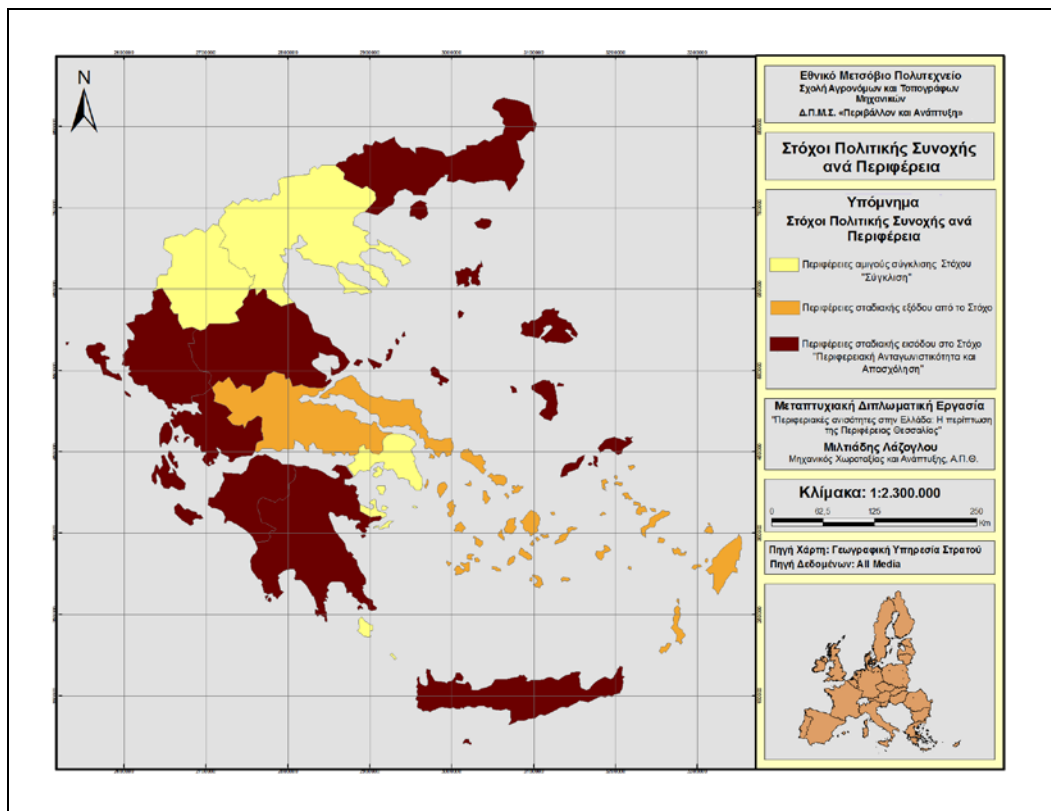 N
Εθνικό Μετσόβιο Πολυτεχνείο
Σχολή Αγρονόμων και Τοπογράφων
Μηχανικών
Δ.Π.Μ.Σ. «Περιβάλλον και Ανάπτυξη»
Στόχοι Πολιτικής Συνοχής
ανά Περιφέρεια
Υπόμνημα
Στόχοι Πολιτικής Συνοχής ανά
Περιφέρεια
Περιφέρειες αμιγούς σύγκλισης Στόχου
"Σύγκλιση"
Περιφέρειες σταδιακής εξόδου από το Στόχο
Περιφέρειες σταδιακής εισόδου στο Στόχο
"Περιφερειακή Ανταγωνιστικότητα και
Απασχόληση"
Μεταπτυχιακή Διπλωματική Εργασία
"Περιφεριακές ανισότητες στην Ελλάδα: Η περίπτωση
της Περιφέρειας Θεσσαλίας"
Μιλτιάδης Λάζογλου
Μηχανικός Χωροταξίας και Ανάπτυξης, Α.Π.Θ.
Κλίμακα: 1:2.300.000
0 62,5 125 250
Km
Πηγή Χάρτη: Γεωγραφική Υπηρεσία Στρατού
Πηγή Δεδομένων: All Media